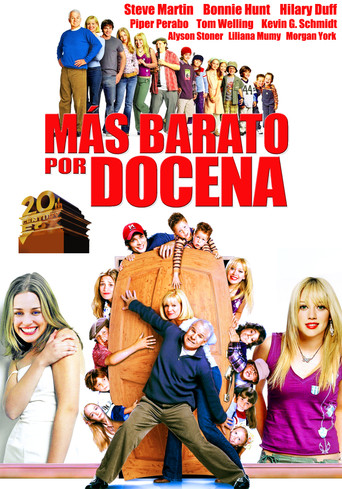 Steve Martin Bonnie Hunt Hilary Duff
Piper Perabo Tom Welling Kevin G. Schmidt
Alyson Stoner Liliana Mumy Morgan York
MÁS BARATO
POR DOCENA
20th
CENTURY
FOX